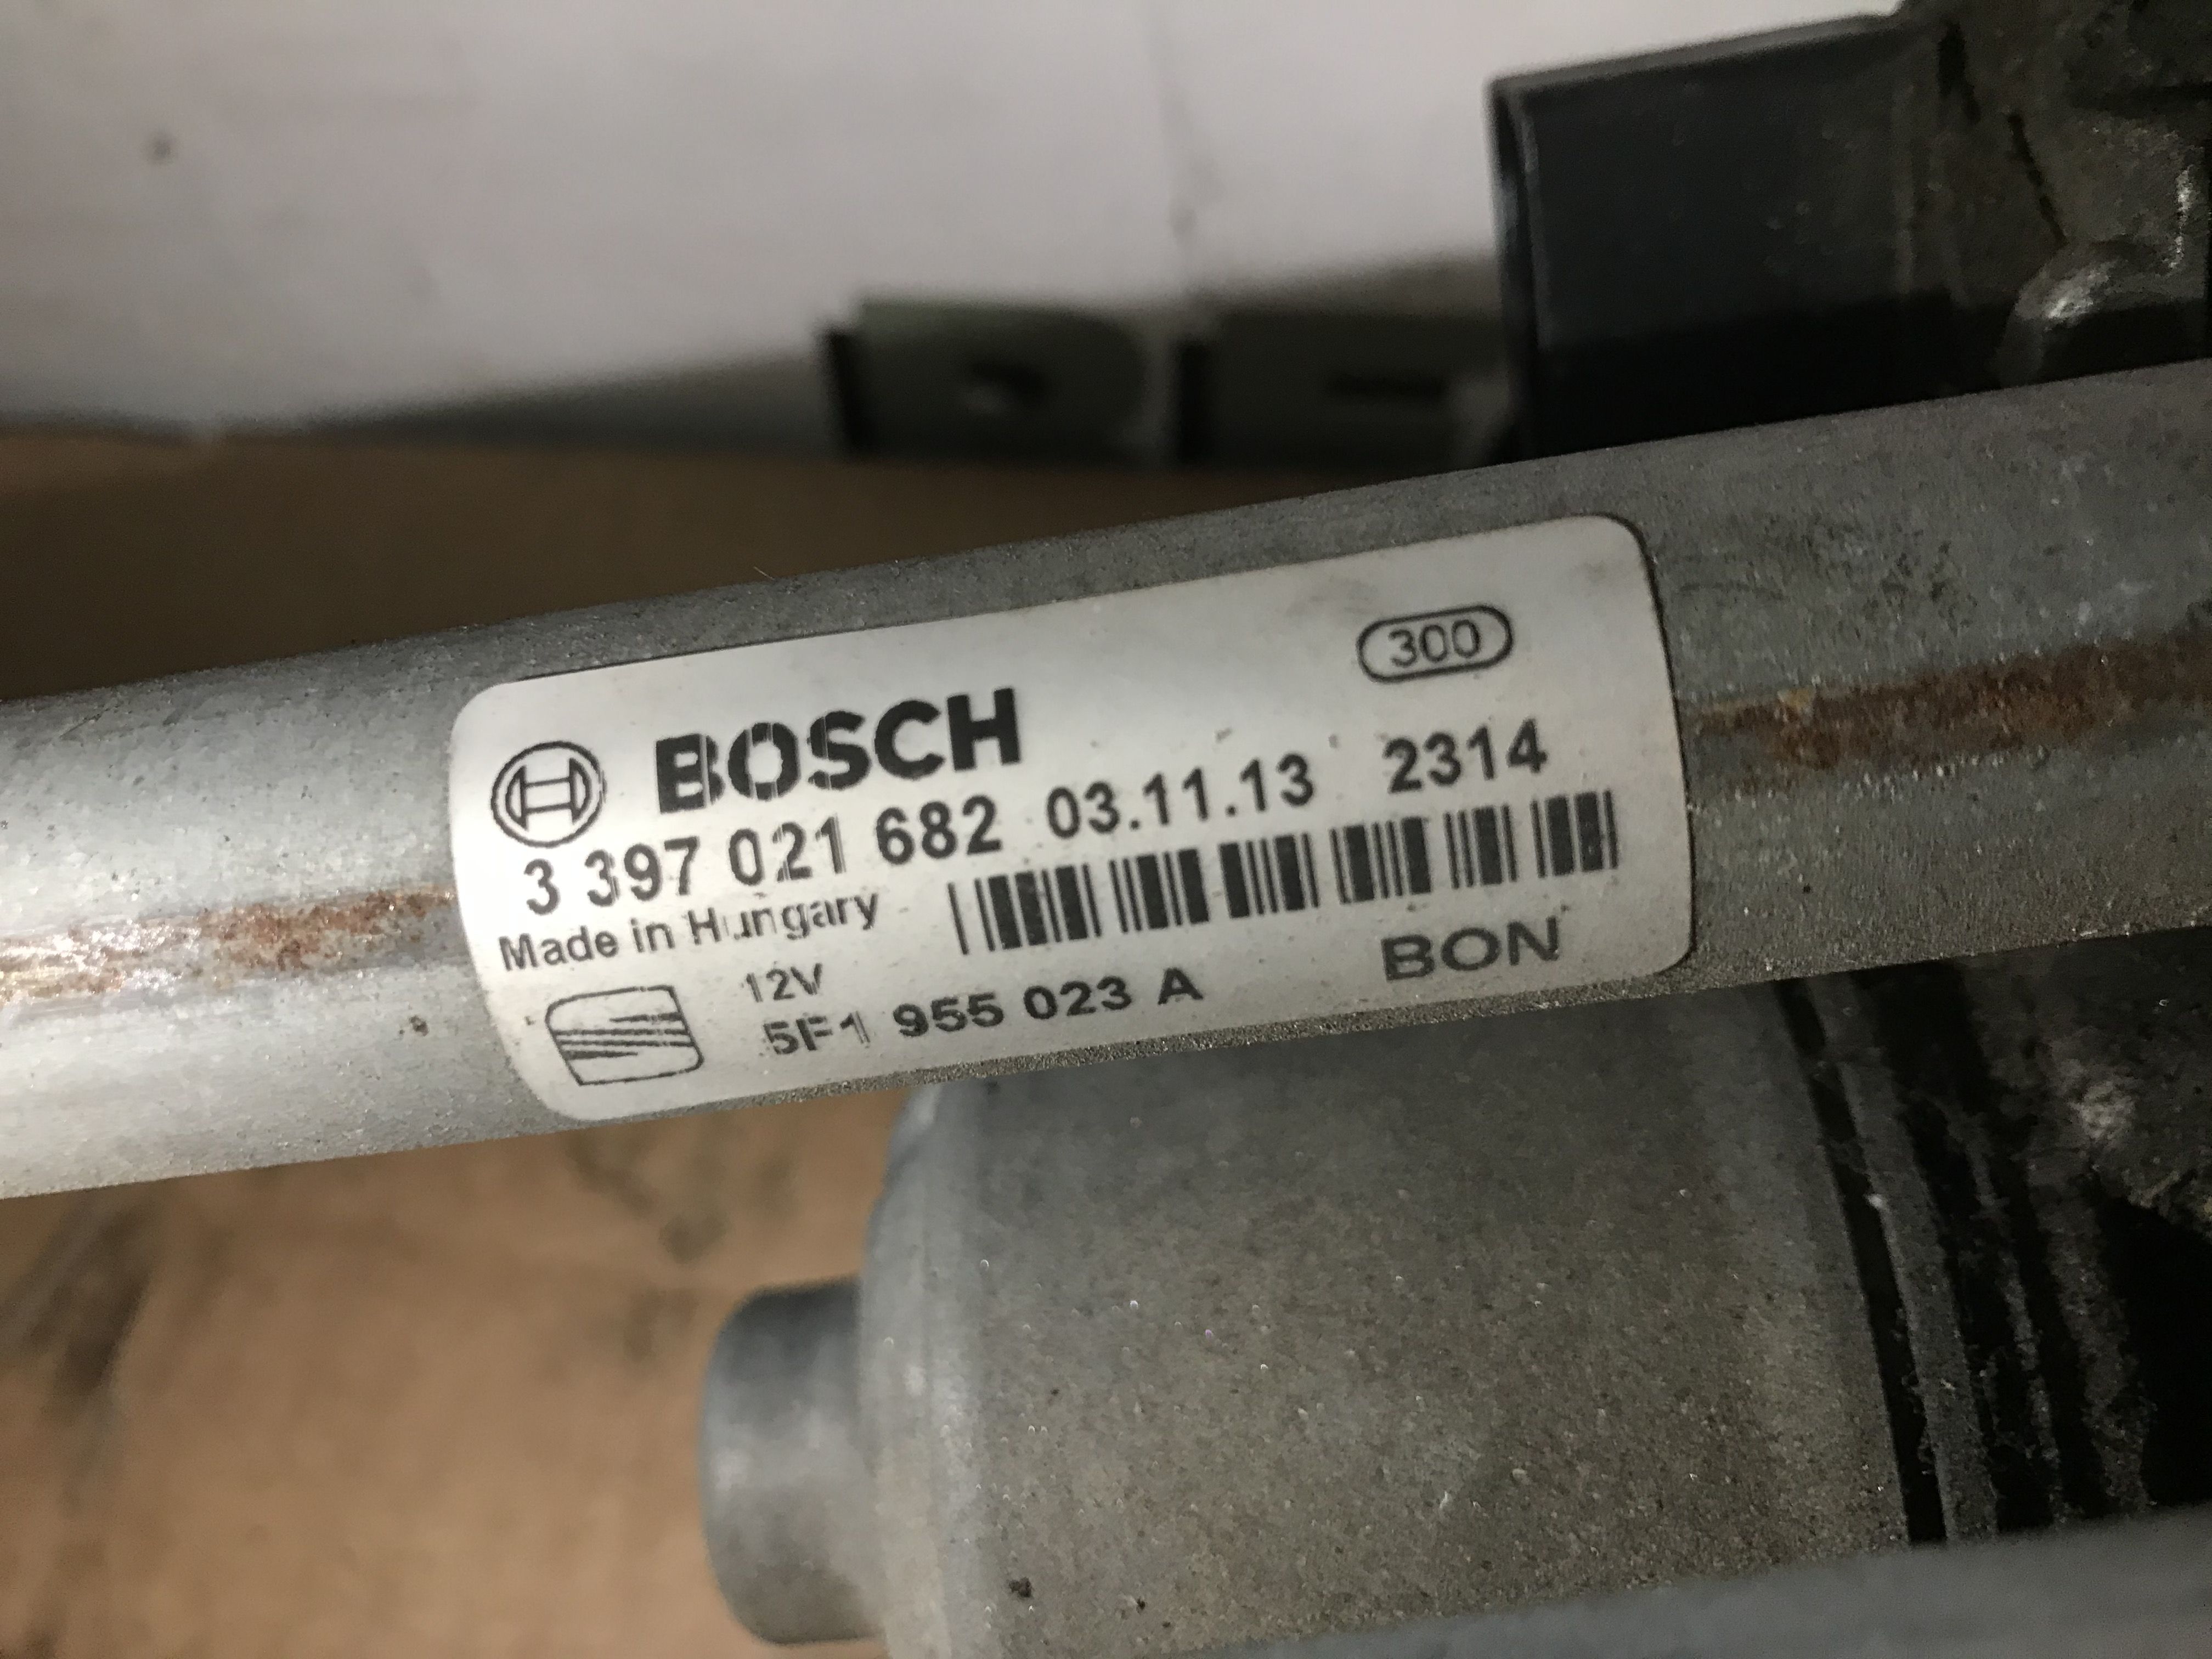 300
BOSCH
3 397 021 682 03.11.13 2314
Made in Hungary
12V
5F1 955 023 A BON